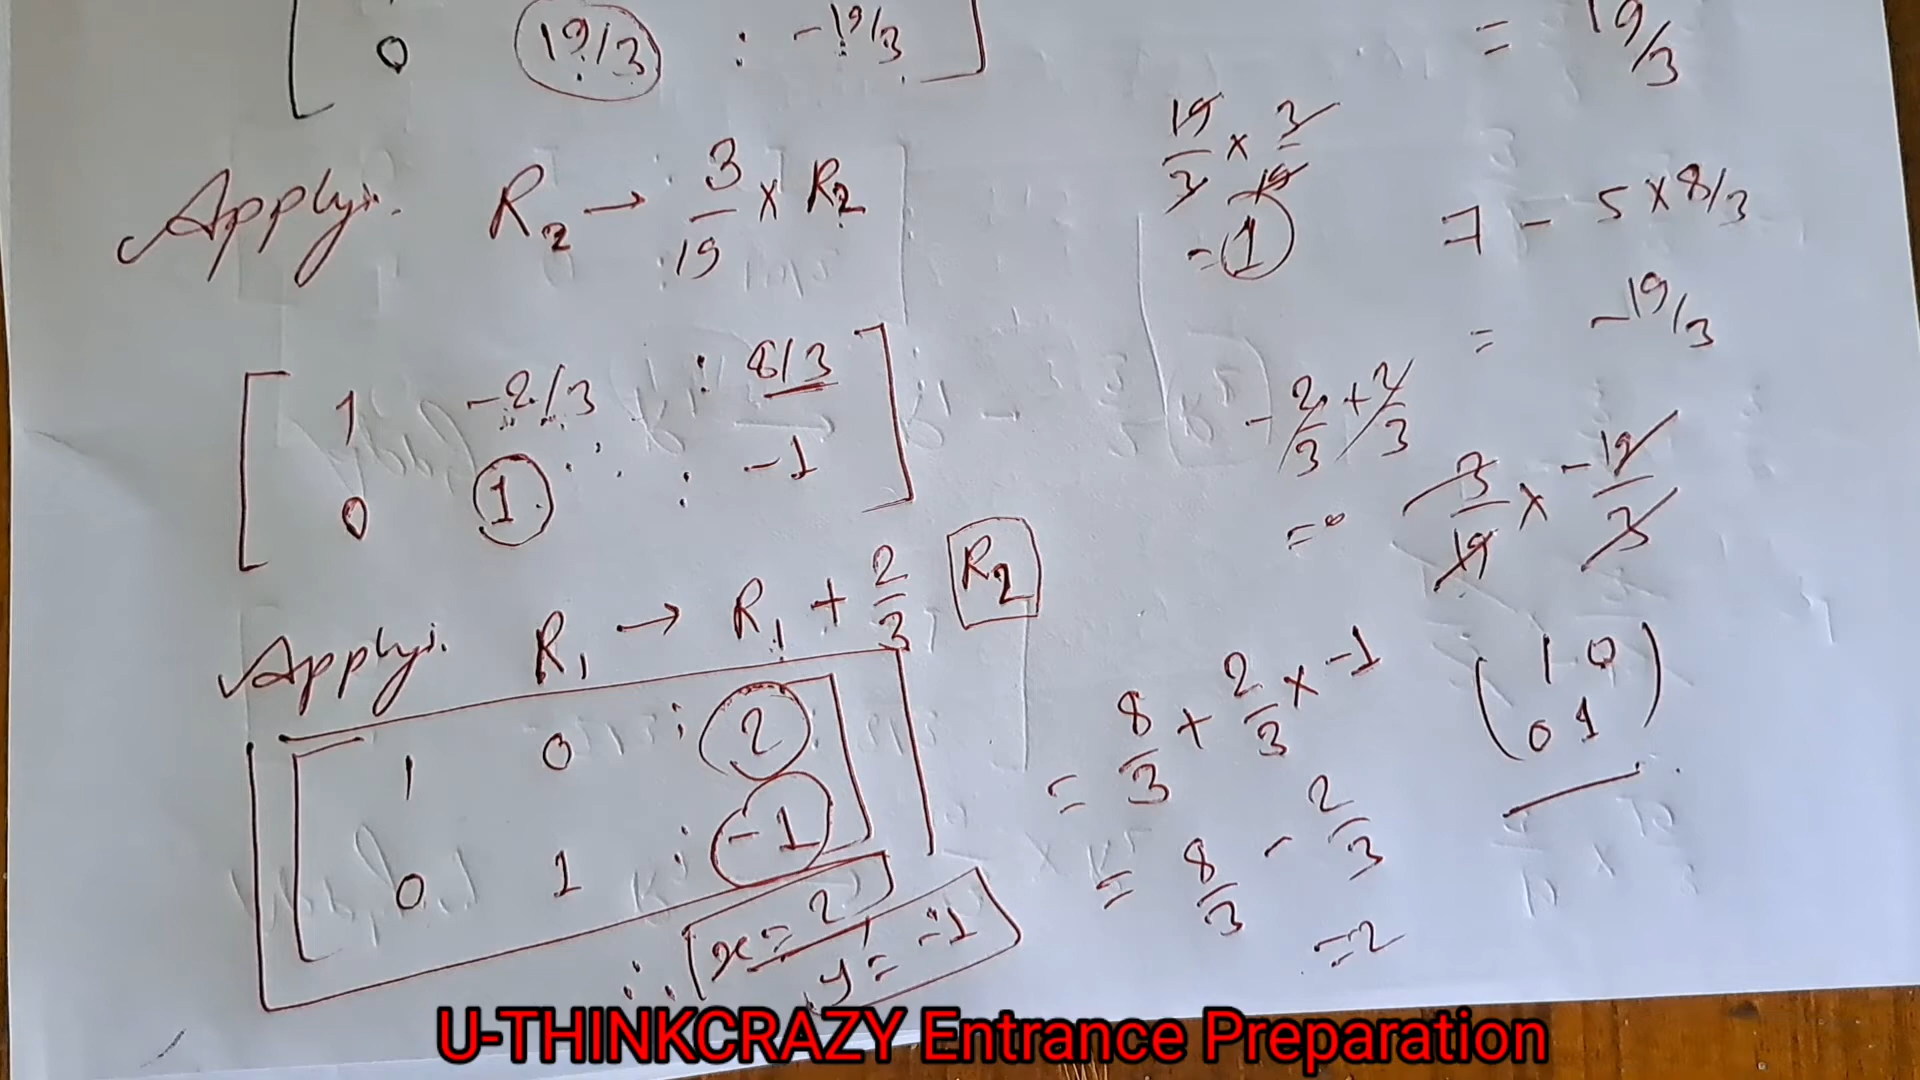 0 19/3 : -19/3
= 19/3
19/3 × 3/19
= 1
Apply. R2 → 3/19 × R2
7 - 5 × 8/3
= -19/3
1 -2/3 : 8/3
0 1 : -1
-2/3 + 2/3
= 0
3/19 × -19/3
Apply. R1 → R1 + 2/3 R2
1 0 : 2
0 1 : -1
= 8/3 + 2/3 × -1
= 8/3 - 2/3
= 2
1 0
0 1
∴ x = 2
y = -1
U-THINKCRAZY Entrance Preparation